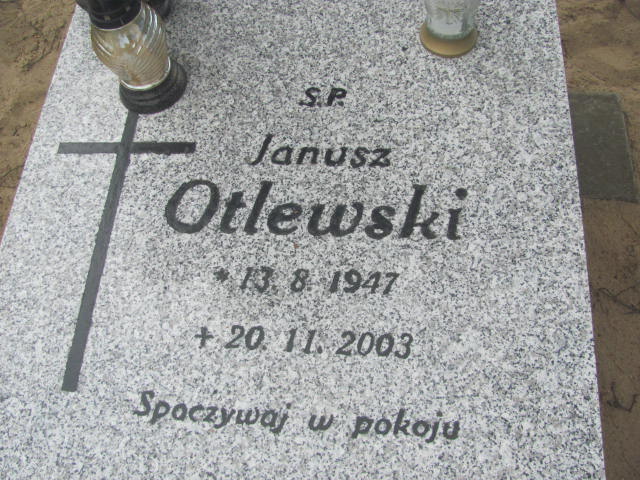 S.P.
Janusz
Otlewski
* 13. 8. 1947
+ 20. 11. 2003
Spoczywaj w pokoju